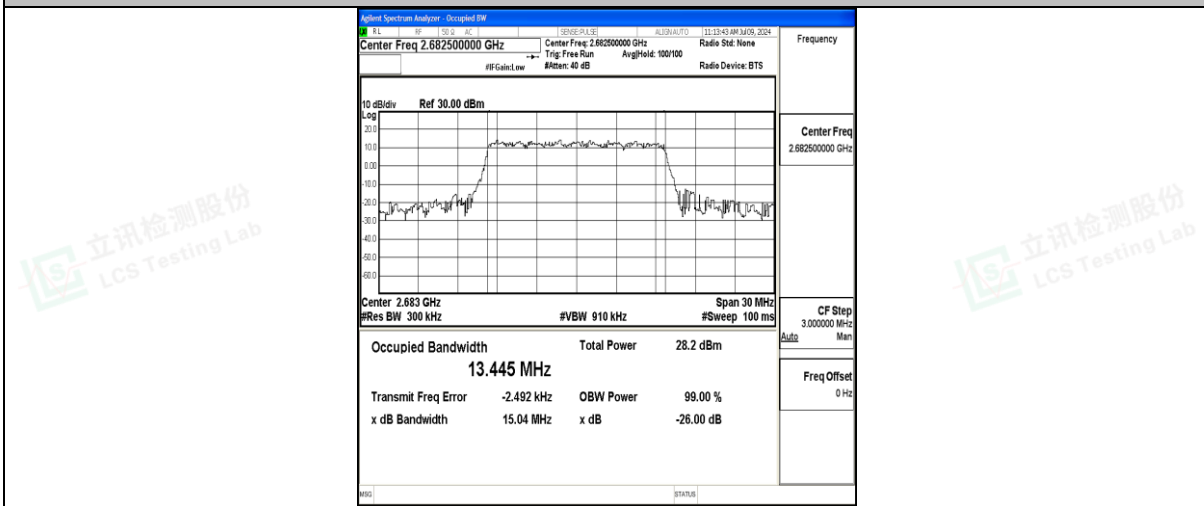 Agilent Spectrum Analyzer - Occupied BW
RL RF 50 Ω AC SENSE:PULSE ALIGN AUTO 11:13:43 AM Jul 09, 2024
Center Freq 2.682500000 GHz
Center Freq: 2.682500000 GHz Radio Std: None
Trig: Free Run Avg|Hold: 100/100
#IFGain:Low #Atten: 40 dB Radio Device: BTS
Frequency
10 dB/div Ref 30.00 dBm
Log
20.0
10.0
0.00
-10.0
-20.0
-30.0
-40.0
-50.0
-60.0
Center Freq
2.682500000 GHz
Center 2.683 GHz Span 30 MHz
#Res BW 300 kHz #VBW 910 kHz #Sweep 100 ms
CF Step
3.000000 MHz
Auto Man
Occupied Bandwidth Total Power 28.2 dBm
13.445 MHz
Transmit Freq Error -2.492 kHz OBW Power 99.00 %
x dB Bandwidth 15.04 MHz x dB -26.00 dB
Freq Offset
0 Hz
MSG STATUS
立讯检测股份
LCS Testing Lab
立讯检测股份
LCS Testing Lab